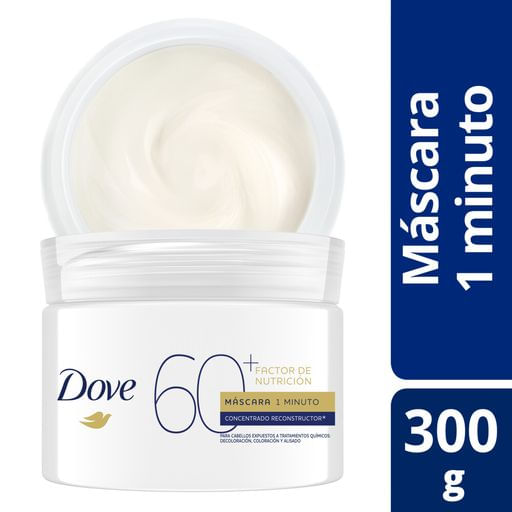 Dove
60+
FACTOR DE
NUTRICIÓN
MÁSCARA 1 MINUTO
CONCENTRADO RECONSTRUCTOR*
PARA CABELLOS EXPUESTOS A TRATAMIENTOS QUÍMICOS:
DECOLORACIÓN, COLORACIÓN Y ALISADO
Máscara
1 minuto
300
g